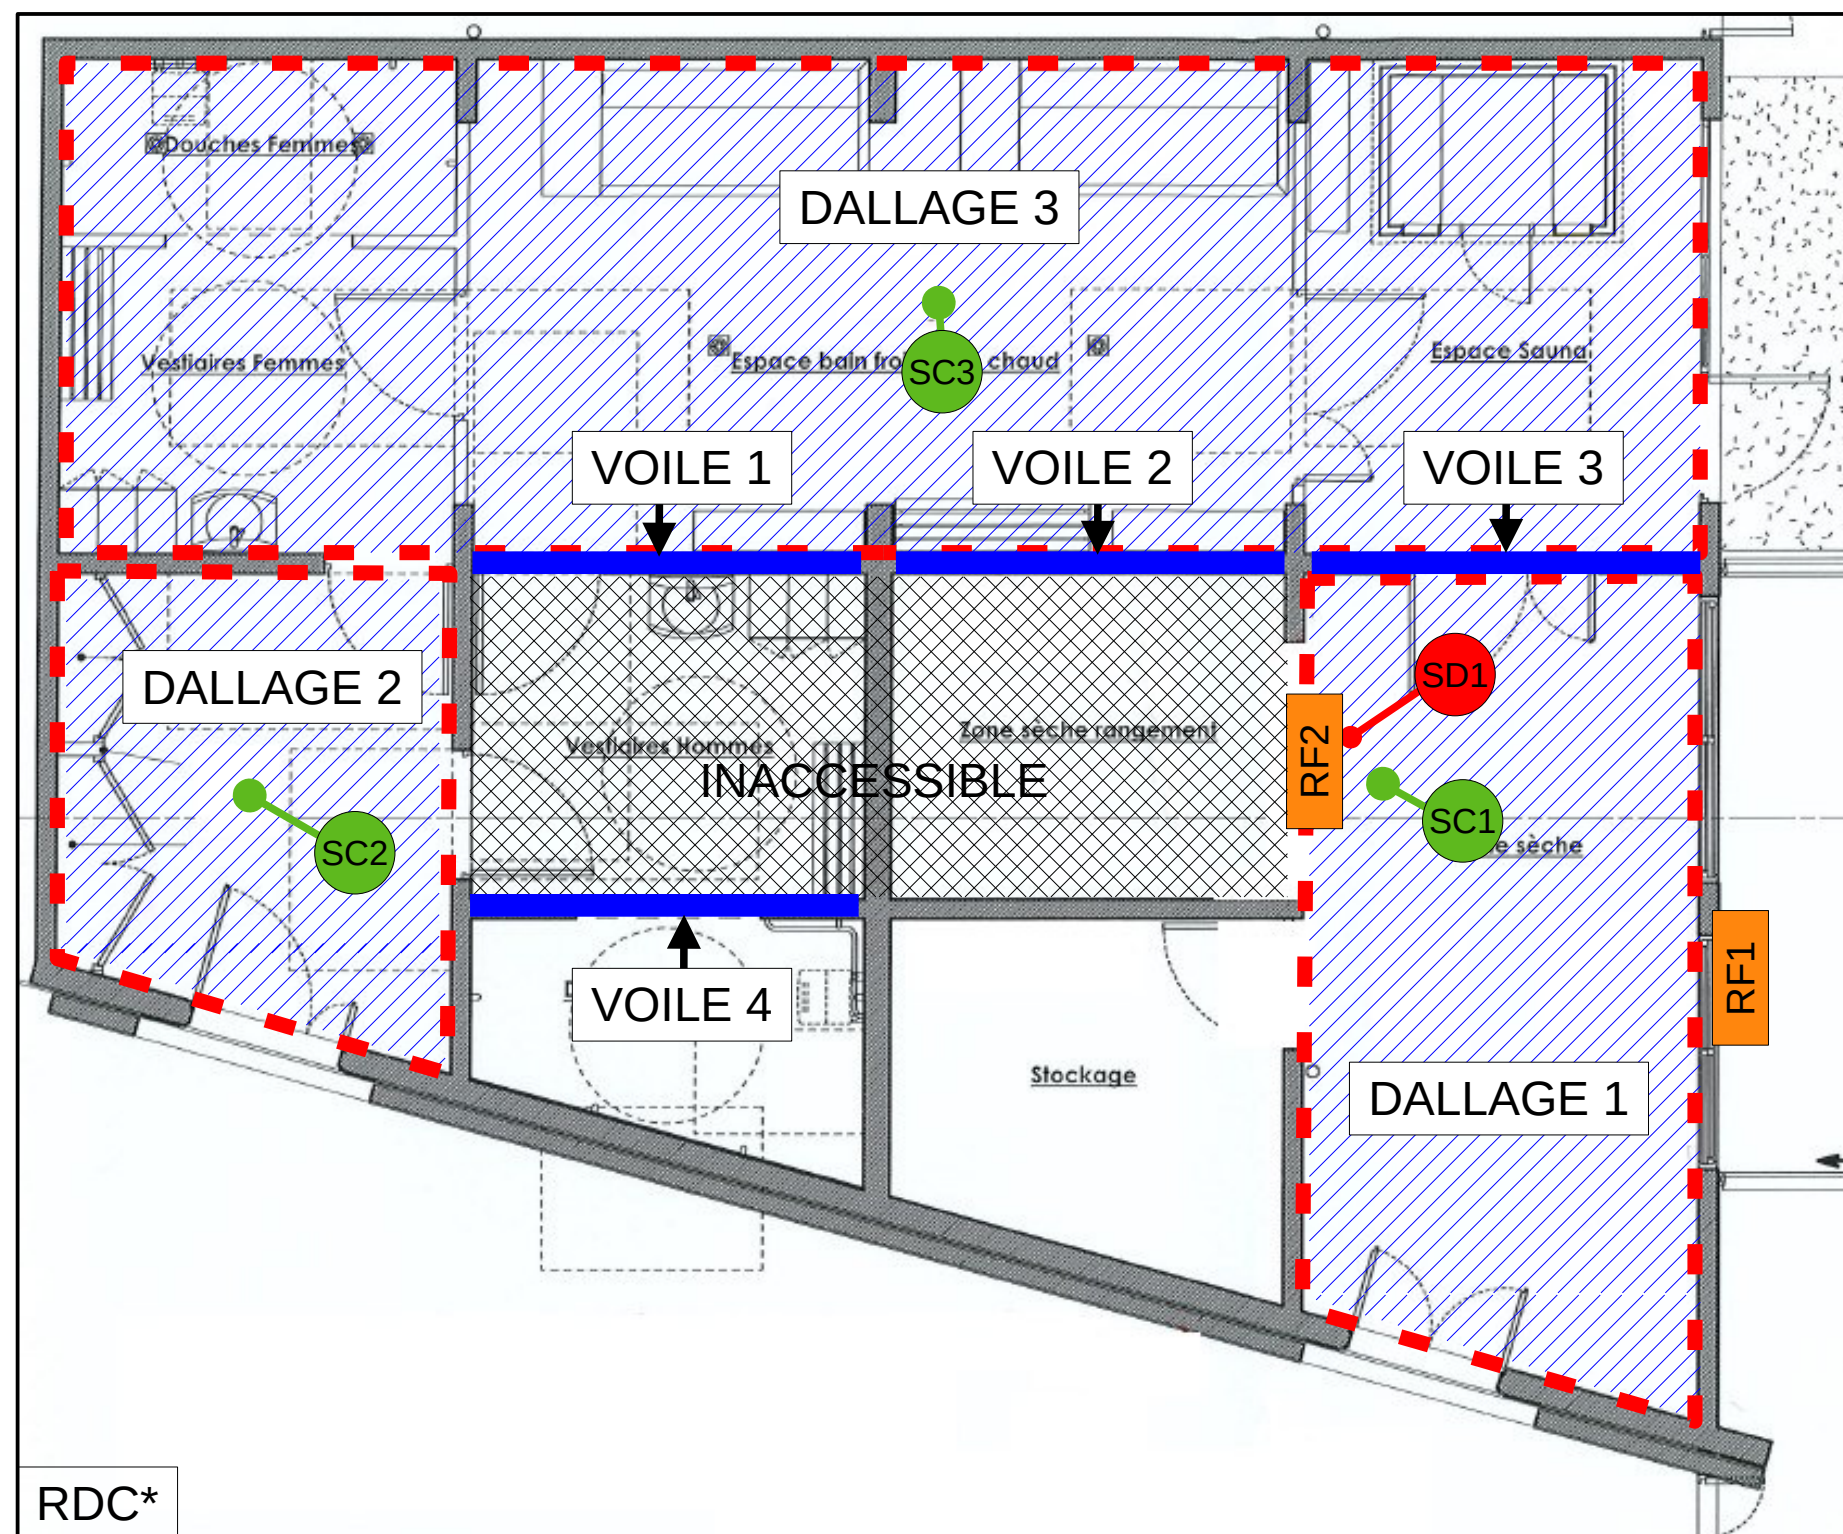 Douches Femmes
DALLAGE 3
Vestiaires Femmes
Espace bain froi
chaud
SC3
Espace Sauna
VOILE 1
VOILE 2
VOILE 3
DALLAGE 2
SD1
RF2
Vestiaires Hommes
Zone sèche rangement
INACCESSIBLE
SC2
SC1
sèche
RF1
VOILE 4
Stockage
DALLAGE 1
RDC*